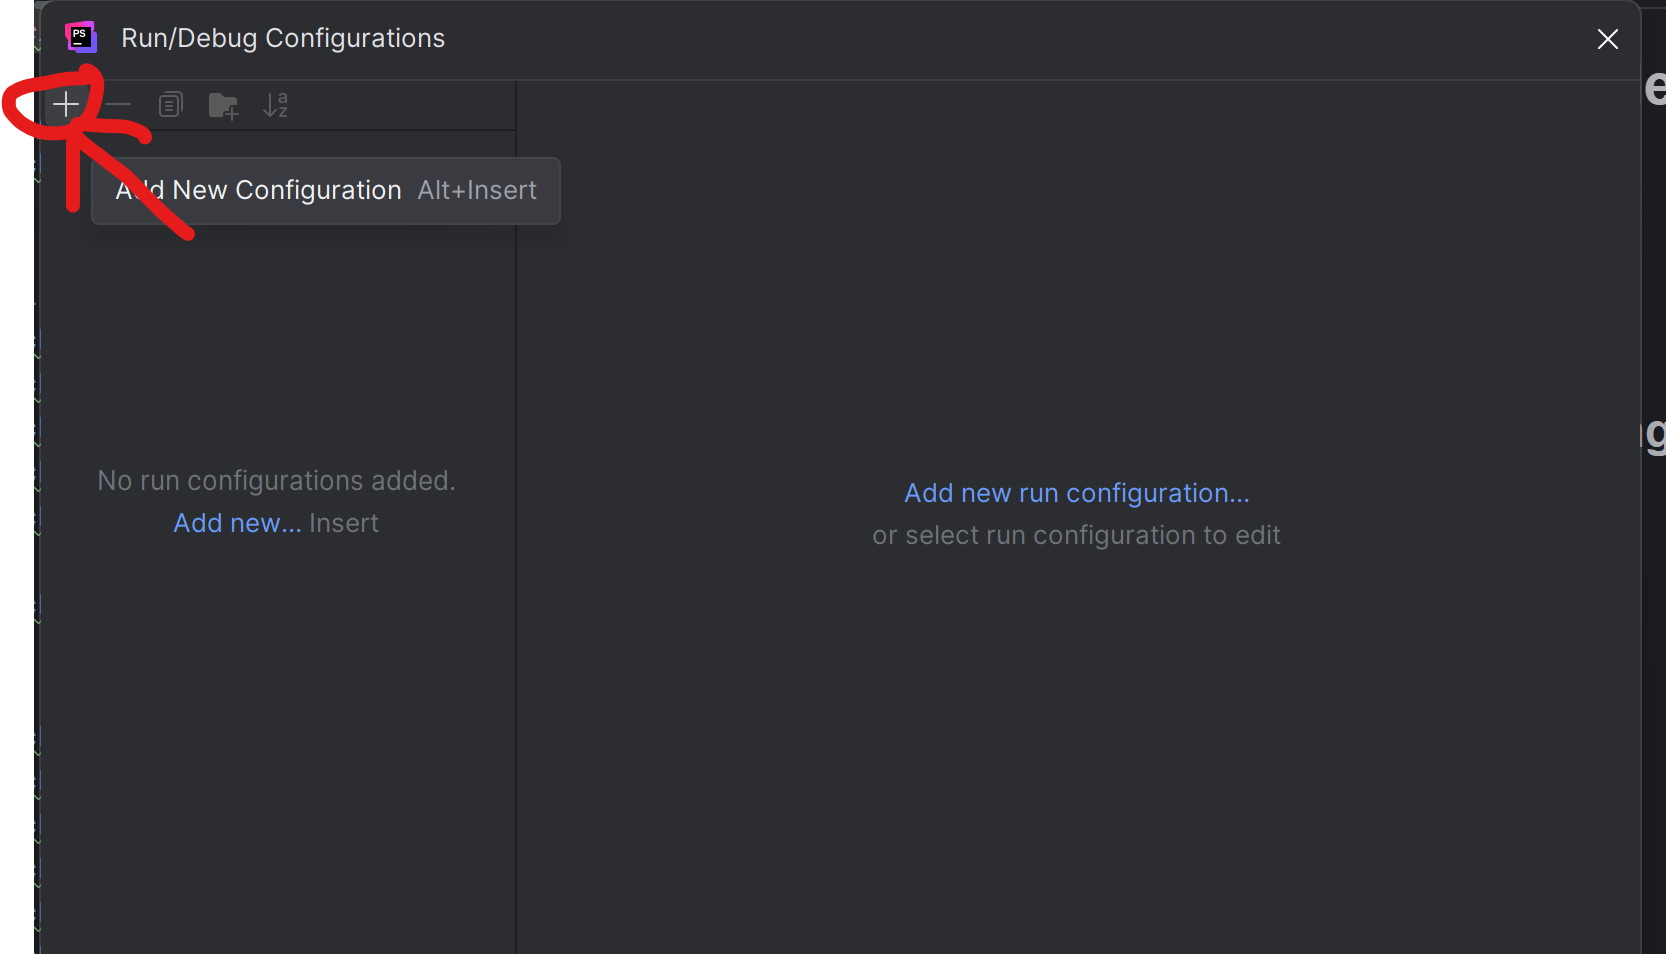 PS
Run/Debug Configurations
Add New Configuration Alt+Insert
No run configurations added.
Add new... Insert
Add new run configuration...
or select run configuration to edit
e
g